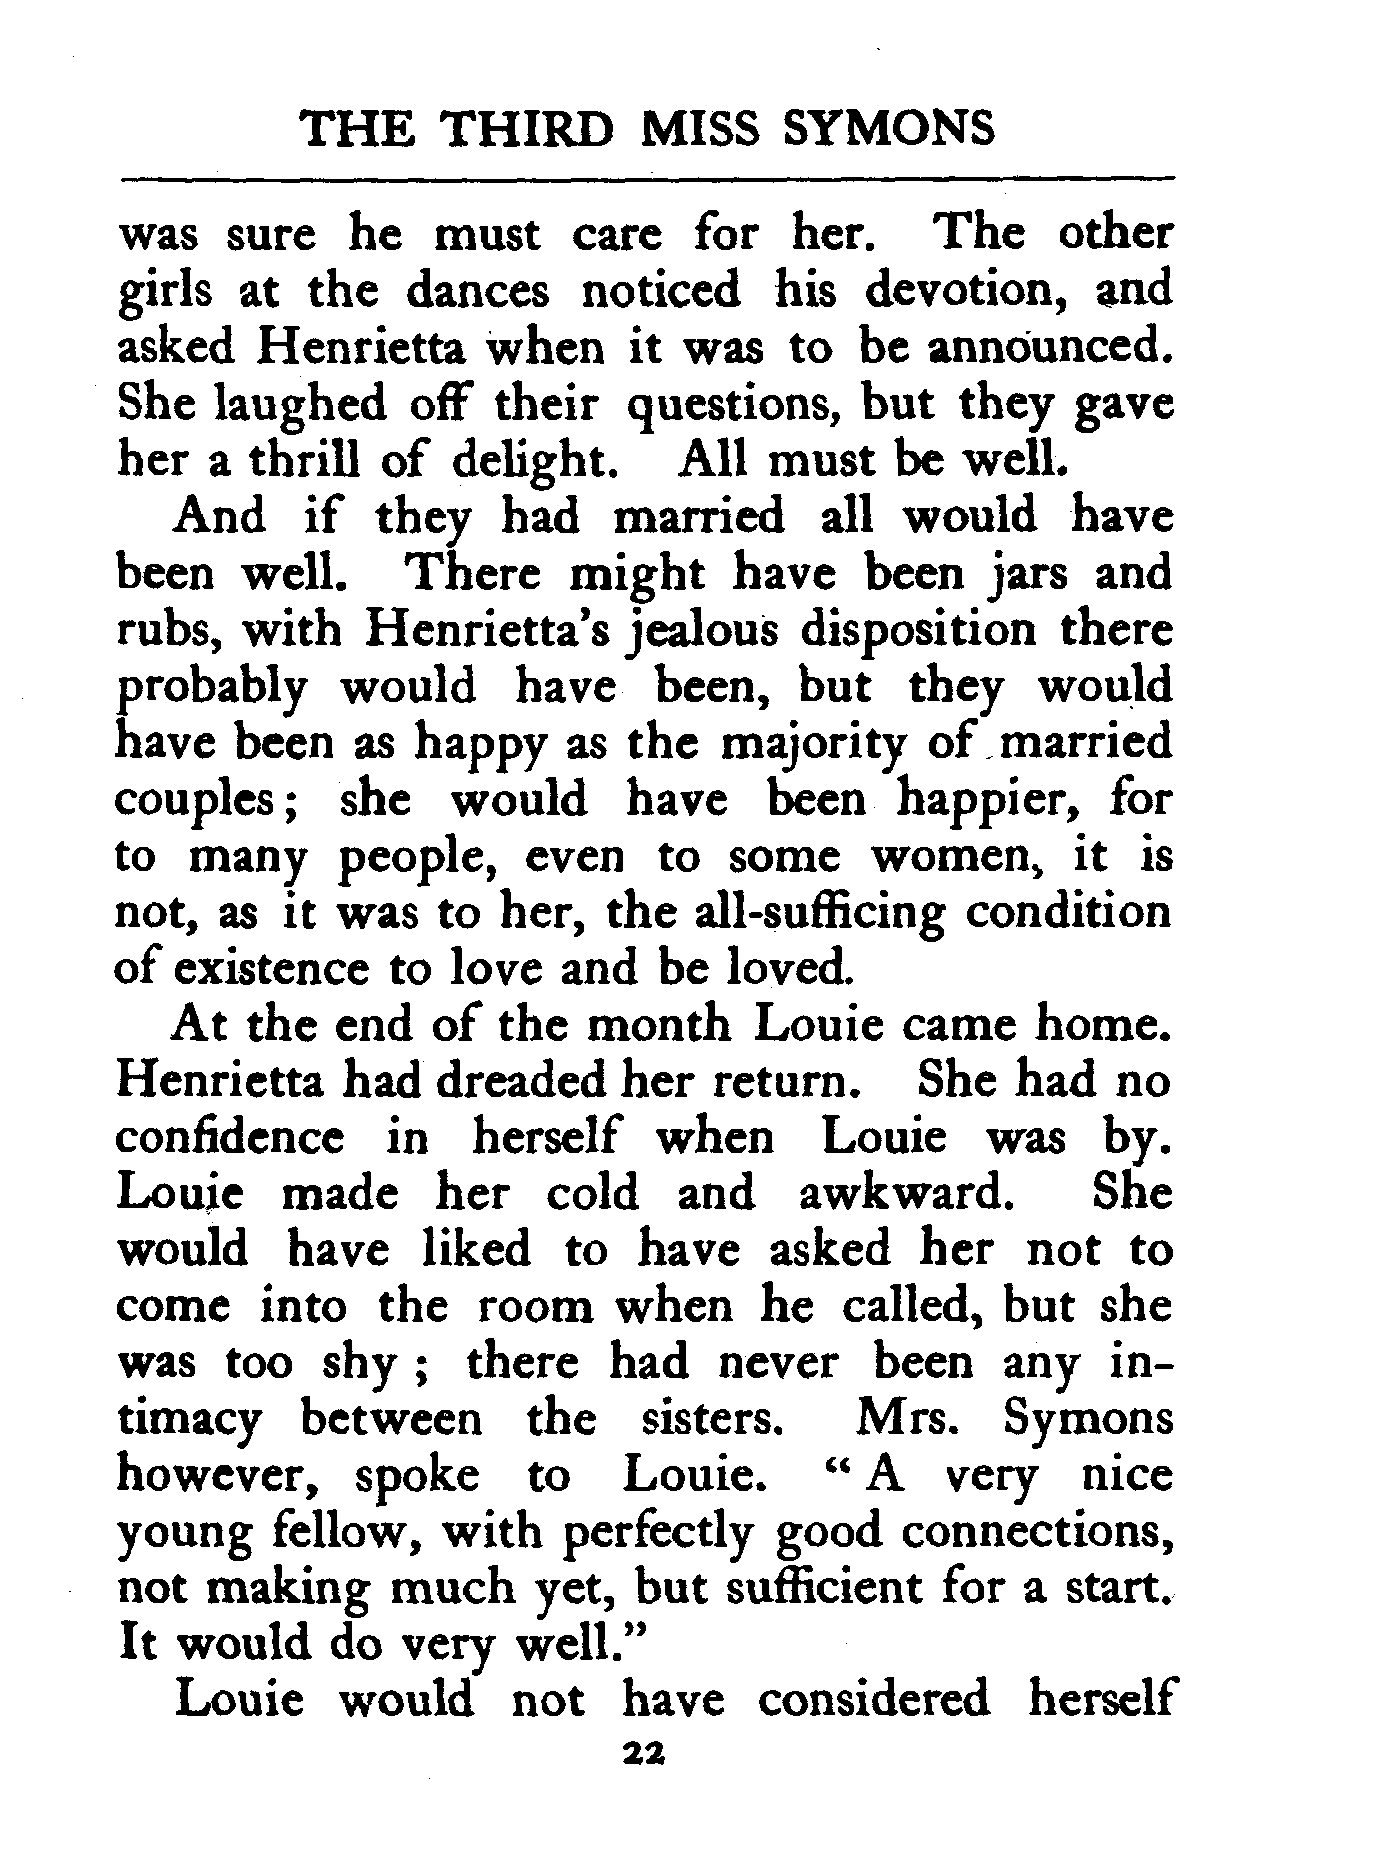 THE THIRD MISS SYMONS
was sure he must care for her. The other
girls at the dances noticed his devotion, and
asked Henrietta when it was to be announced.
She laughed off their questions, but they gave
her a thrill of delight. All must be well.
And if they had married all would have
been well. There might have been jars and
rubs, with Henrietta's jealous disposition there
probably would have been, but they would
have been as happy as the majority of married
couples; she would have been happier, for
to many people, even to some women, it is
not, as it was to her, the all-sufficing condition
of existence to love and be loved.
At the end of the month Louie came home.
Henrietta had dreaded her return. She had no
confidence in herself when Louie was by.
Louie made her cold and awkward. She
would have liked to have asked her not to
come into the room when he called, but she
was too shy ; there had never been any in-
timacy between the sisters. Mrs. Symons
however, spoke to Louie. “ A very nice
young fellow, with perfectly good connections,
not making much yet, but sufficient for a start.
It would do very well.”
Louie would not have considered herself
22